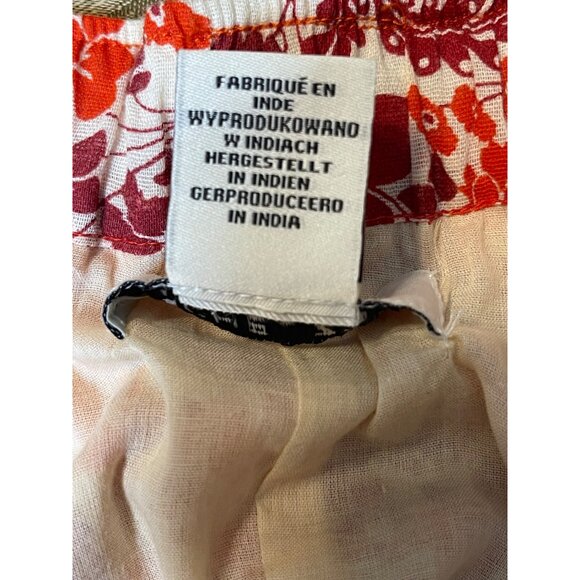 FABRIQUÉ EN
INDE
WYPRODUKOWANO
W INDIACH
HERGESTELLT
IN INDIEN
GERPRODUCEERO
IN INDIA